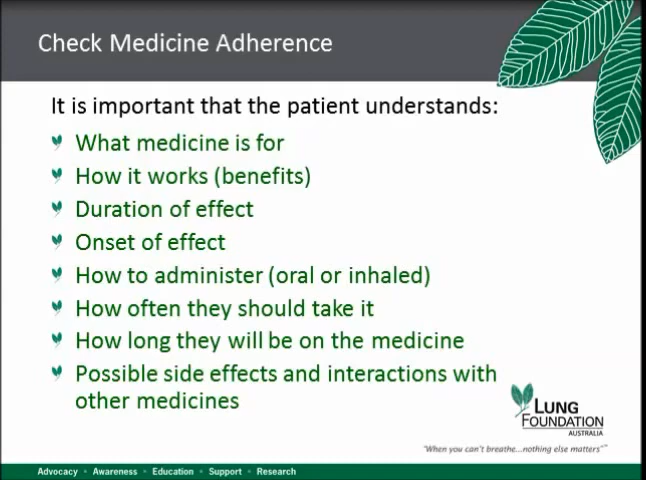 Check Medicine Adherence
It is important that the patient understands:
What medicine is for
How it works (benefits)
Duration of effect
Onset of effect
How to administer (oral or inhaled)
How often they should take it
How long they will be on the medicine
Possible side effects and interactions with
other medicines
LUNG
FOUNDATION
AUSTRALIA
"When you can't breathe...nothing else matters"™
Advocacy • Awareness • Education • Support • Research